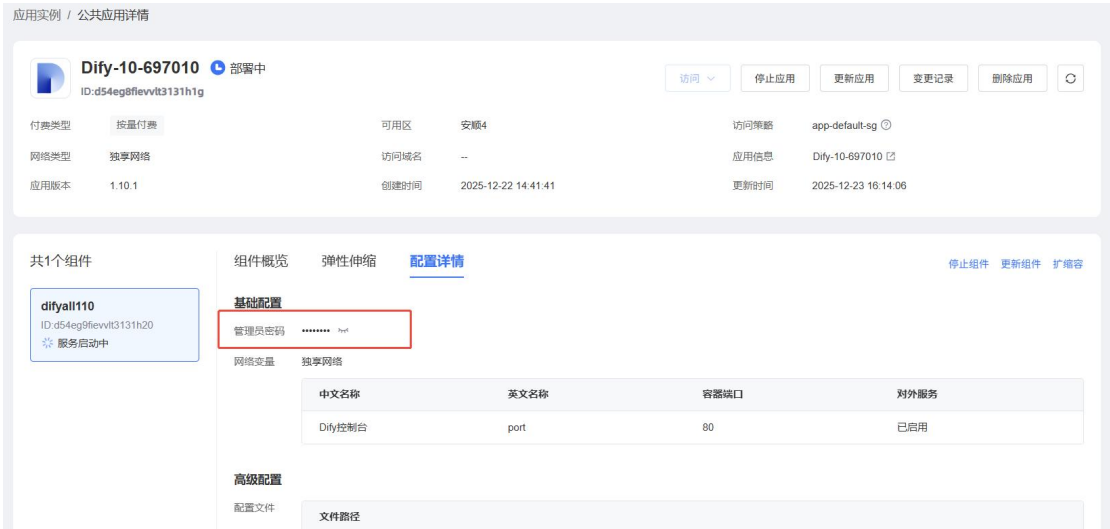 应用实例 / 公共应用详情
Dify-10-697010 部署中
ID:d54eg8fievvlt3131h1g
访问 停止应用 更新应用 变更记录 删除应用
付费类型 按量付费 可用区 安顺4 访问策略 app-default-sg
网络类型 独享网络 访问域名 -- 应用信息 Dify-10-697010
应用版本 1.10.1 创建时间 2025-12-22 14:41:41 更新时间 2025-12-23 16:14:06
共1个组件
difyall110
ID:d54eg9fievvlt3131h20
服务启动中
组件概览 弹性伸缩 配置详情 停止组件 更新组件 扩缩容
基础配置
管理员密码 ••••••••
网络变量 独享网络
中文名称 英文名称 容器端口 对外服务
Dify控制台 port 80 已启用
高级配置
配置文件 文件路径